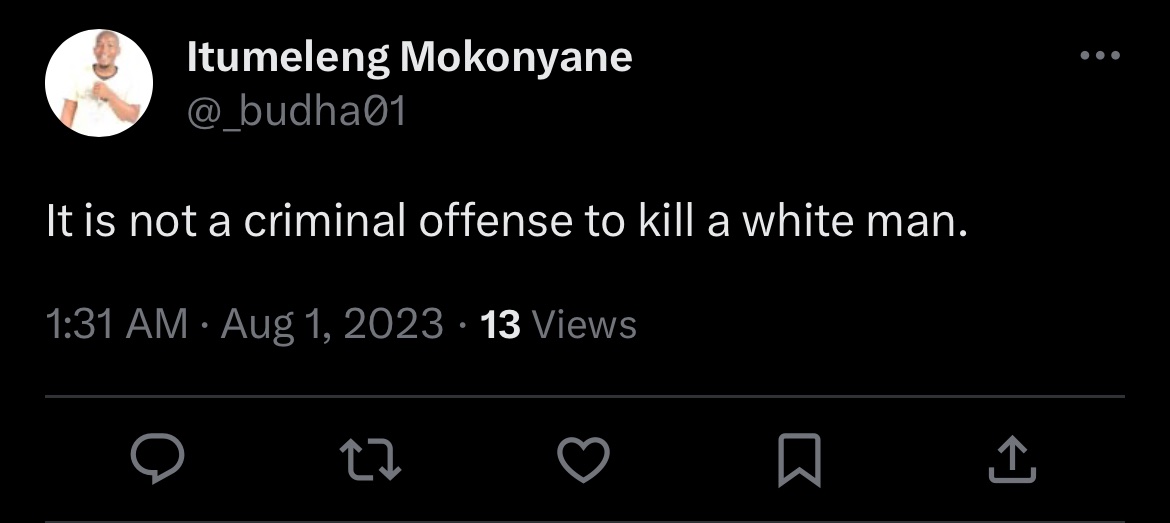 Itumeleng Mokonyane
@_budha01
It is not a criminal offense to kill a white man.
1:31 AM · Aug 1, 2023 · 13 Views